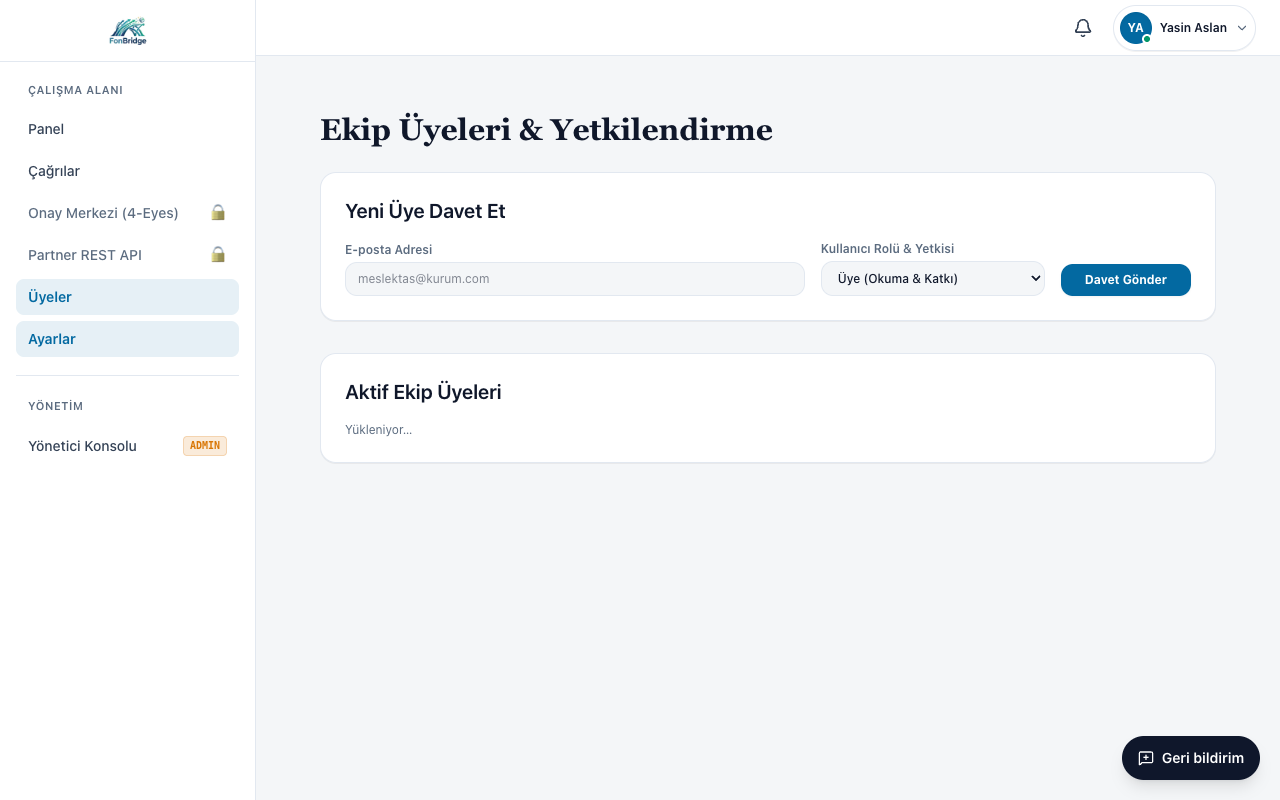 FonBridge
YA
Yasin Aslan
ÇALIŞMA ALANI
Panel
Çağrılar
Onay Merkezi (4-Eyes)
Partner REST API
Üyeler
Ayarlar
YÖNETİM
Yönetici Konsolu
ADMIN
Ekip Üyeleri & Yetkilendirme
Yeni Üye Davet Et
E-posta Adresi
meslektas@kurum.com
Kullanıcı Rolü & Yetkisi
Üye (Okuma & Katkı)
Davet Gönder
Aktif Ekip Üyeleri
Yükleniyor...
Geri bildirim